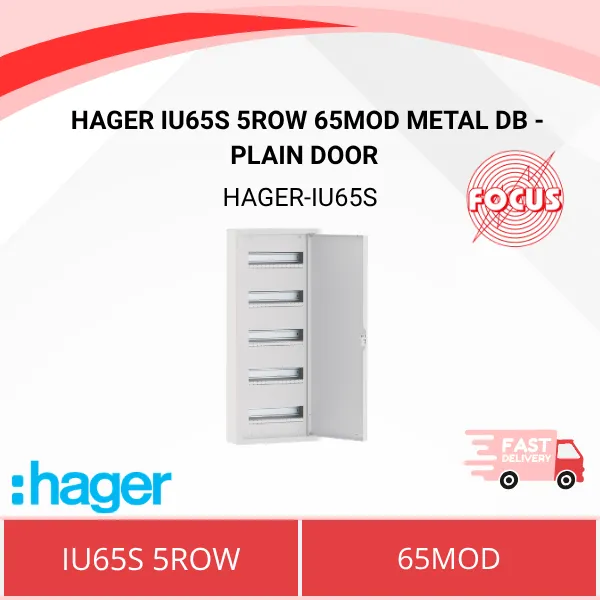 HAGER IU65S 5ROW 65MOD METAL DB -
PLAIN DOOR
HAGER-IU65S
FOCUS
FAST
DELIVERY
:hager
IU65S 5ROW
65MOD